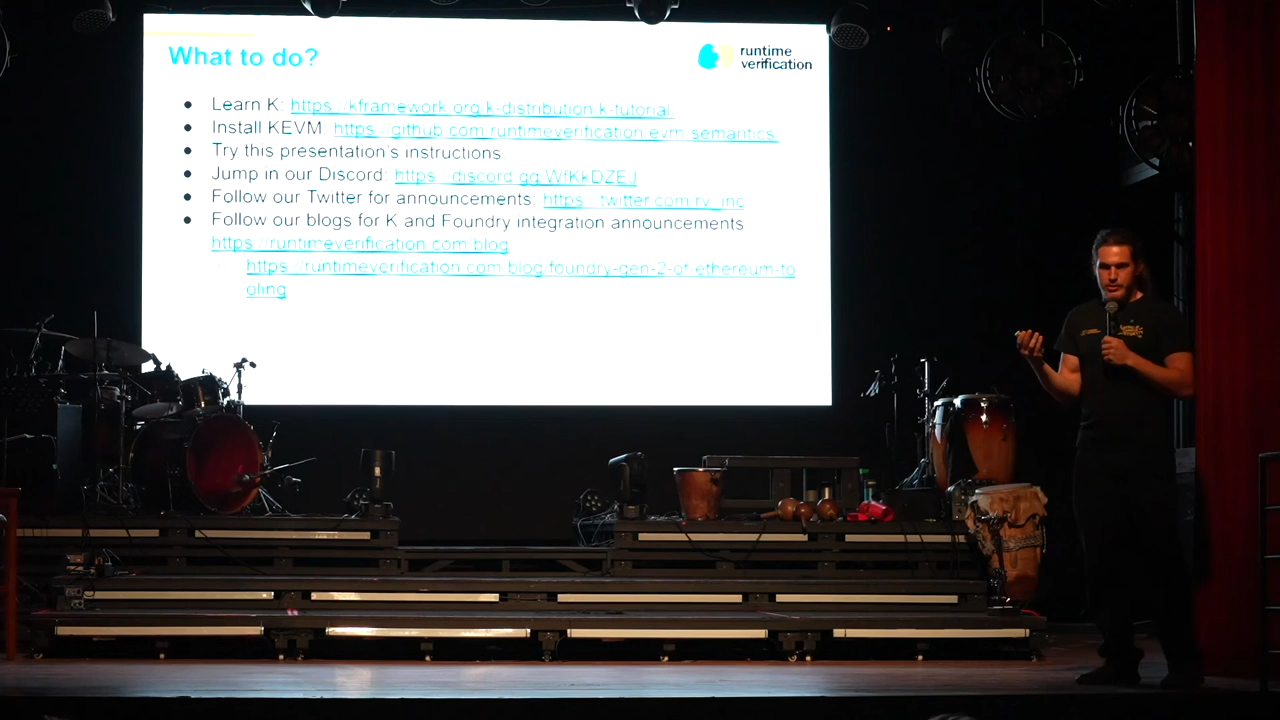 What to do?
runtime
verification
● Learn K: https://kframework.org/k-distribution/k-tutorial/
● Install KEVM: https://github.com/runtimeverification/evm-semantics/
● Try this presentation's instructions
● Jump in our Discord: https://discord.gg/WfKkDZEJ
● Follow our Twitter for announcements: https://twitter.com/rv_inc
● Follow our blogs for K and Foundry integration announcements
https://runtimeverification.com/blog
https://runtimeverification.com/blog/foundry-gen-2-of-ethereum-to
oling